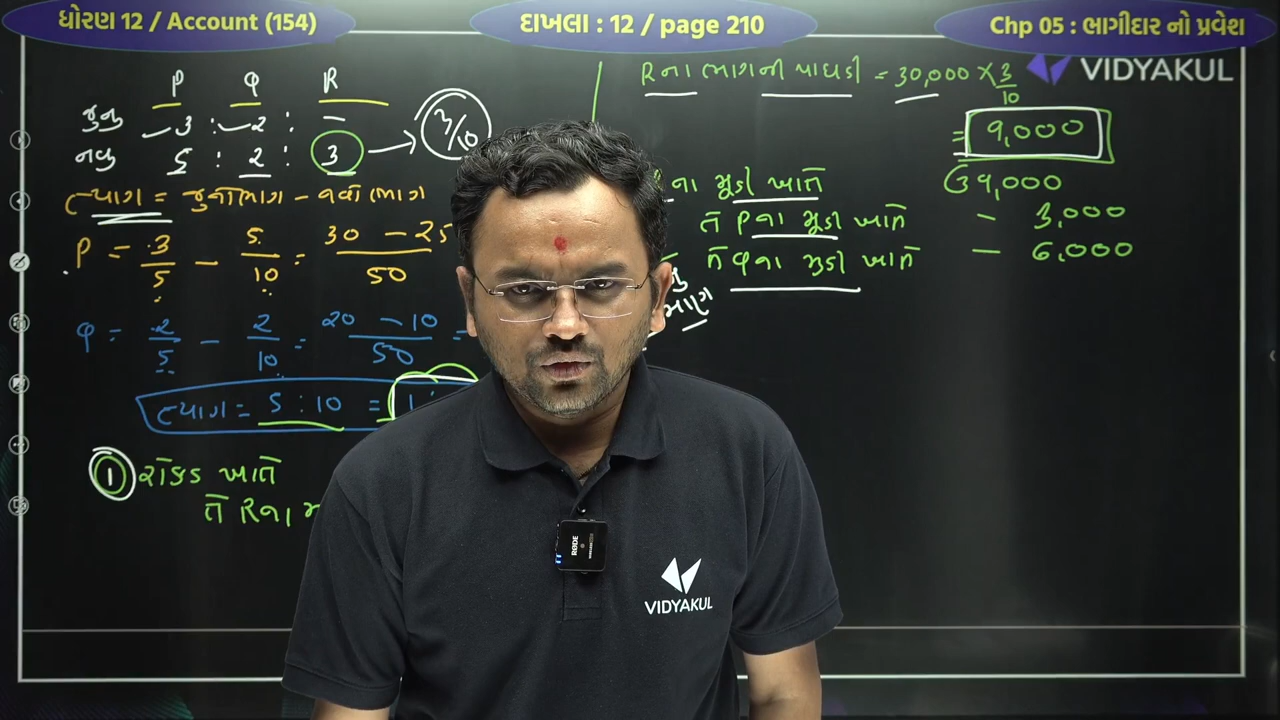 ધોરણ 12 / Account (154)
દાખલા : 12 / page 210
Chp 05 : ભાગીદાર નો પ્રવેશ
VIDYAKUL
P Q R
જુનુ 3 : 2 : –
નવુ 5 : 2 : 3 → 3/10
ત્યાગ = જુનોભાગ – નવો ભાગ
P = 3/5 – 5/10 = 30 – 25 / 50
Q = 2/5 – 2/10 = 20 – 10 / 50 =
ત્યાગ = 5 : 10 = 1 :
① રોકડ ખાતે
તે Rના
Rના ભાગની પાઘડી = 30,000 × 3/10
= 9,000
ના મૂડી ખાતે 9,000
તે Pના મૂડી ખાતે – 3,000
તે Qના મુડી ખાતે – 6,000
RØDE
VIDYAKUL